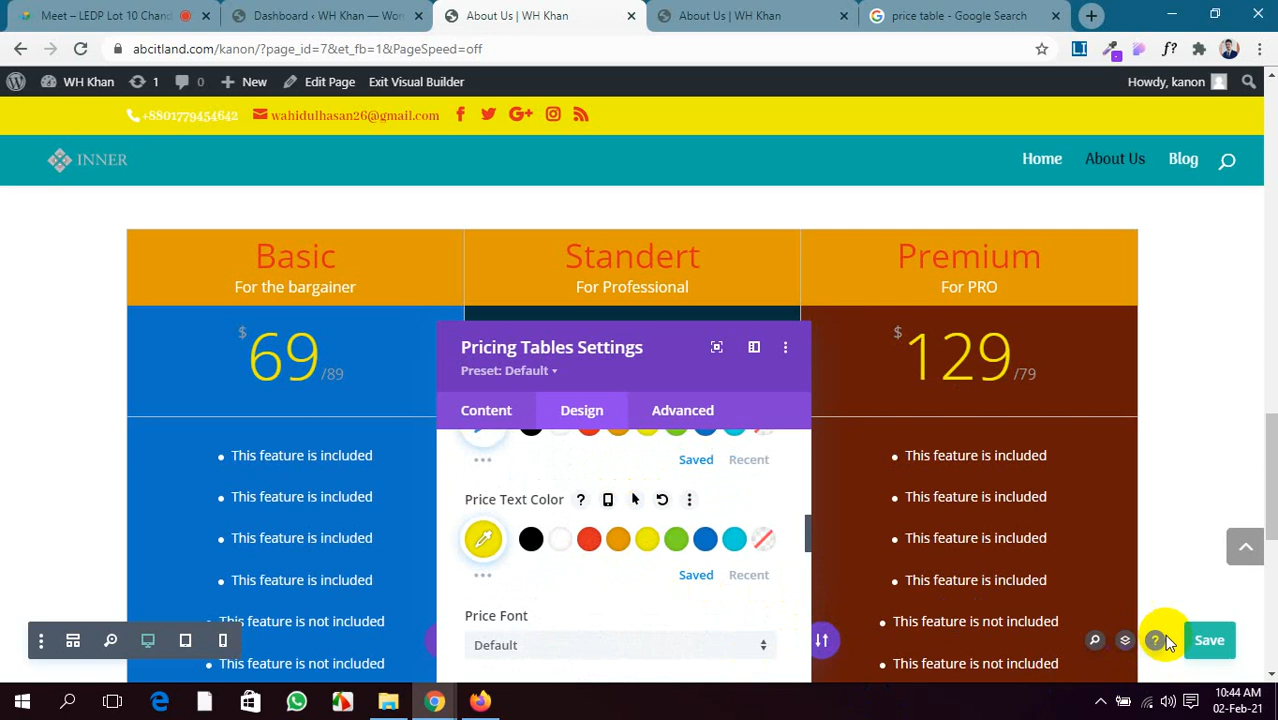 Meet – LEDP Lot 10 Chand
Dashboard ‹ WH Khan — Wor
About Us | WH Khan
About Us | WH Khan
price table - Google Search
abcitland.com/kanon/?page_id=7&et_fb=1&PageSpeed=off
WH Khan
1
0
New
Edit Page
Exit Visual Builder
Howdy, kanon
+8801779454642
wahidulhasan26@gmail.com
INNER
Home
About Us
Blog
Basic
For the bargainer
Standert
For Professional
Premium
For PRO
$
69
/89
$
129
/79
Pricing Tables Settings
Preset: Default
Content
Design
Advanced
Saved
Recent
Price Text Color
Saved
Recent
Price Font
Default
This feature is included
This feature is included
This feature is included
This feature is included
This feature is not included
This feature is not included
This feature is included
This feature is included
This feature is included
This feature is included
This feature is not included
This feature is not included
Save
10:44 AM
02-Feb-21